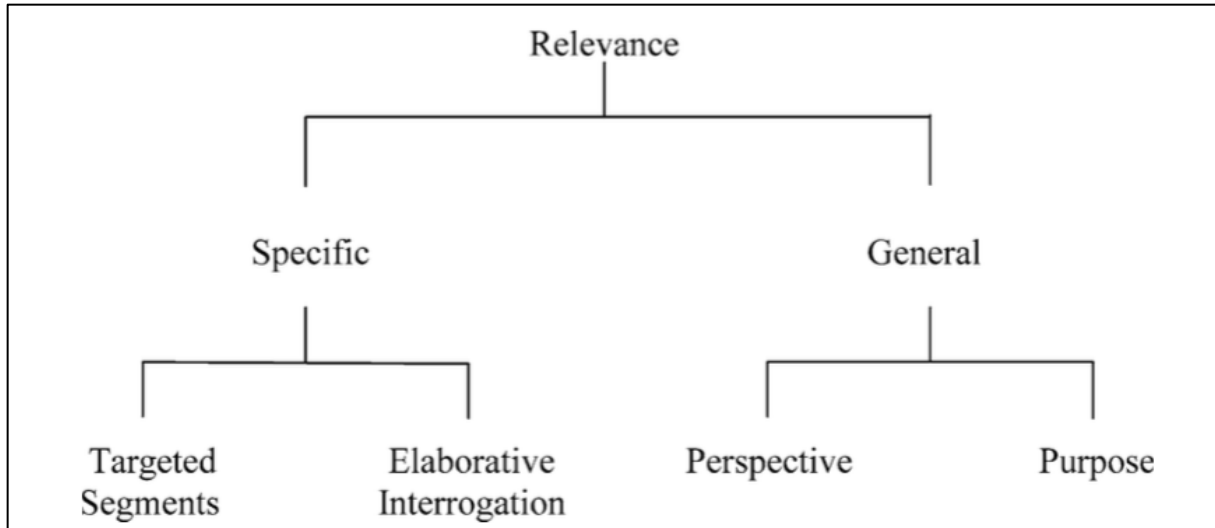 Relevance
Specific
General
Targeted
Segments
Elaborative
Interrogation
Perspective
Purpose